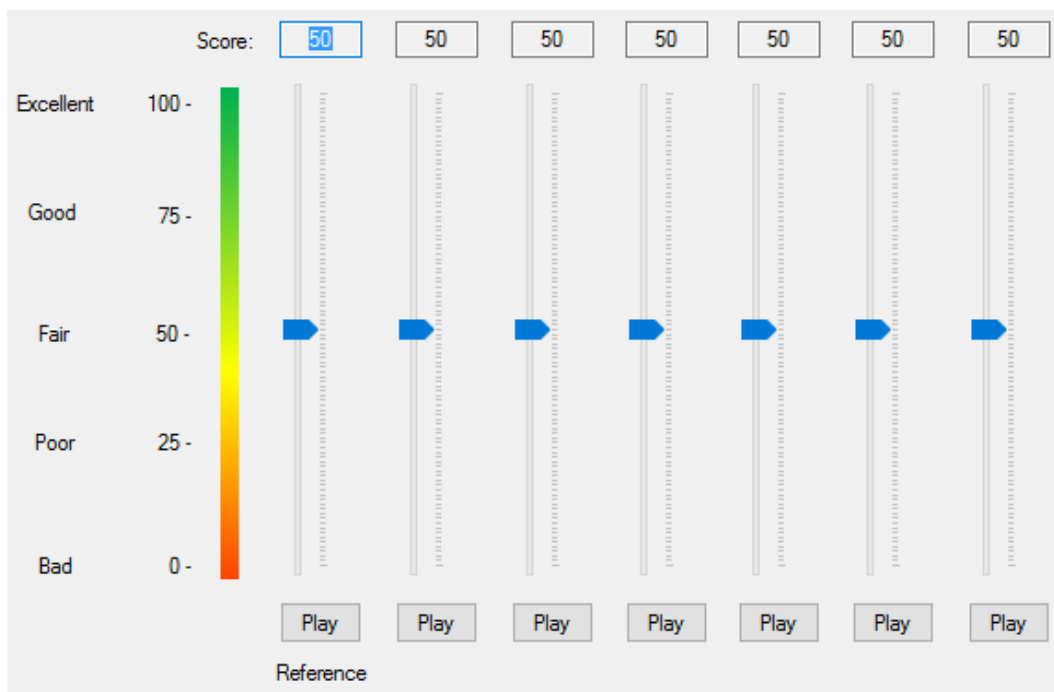 Score: 50 50 50 50 50 50 50
Excellent 100 -
Good 75 -
Fair 50 -
Poor 25 -
Bad 0 -
Play Play Play Play Play Play Play
Reference